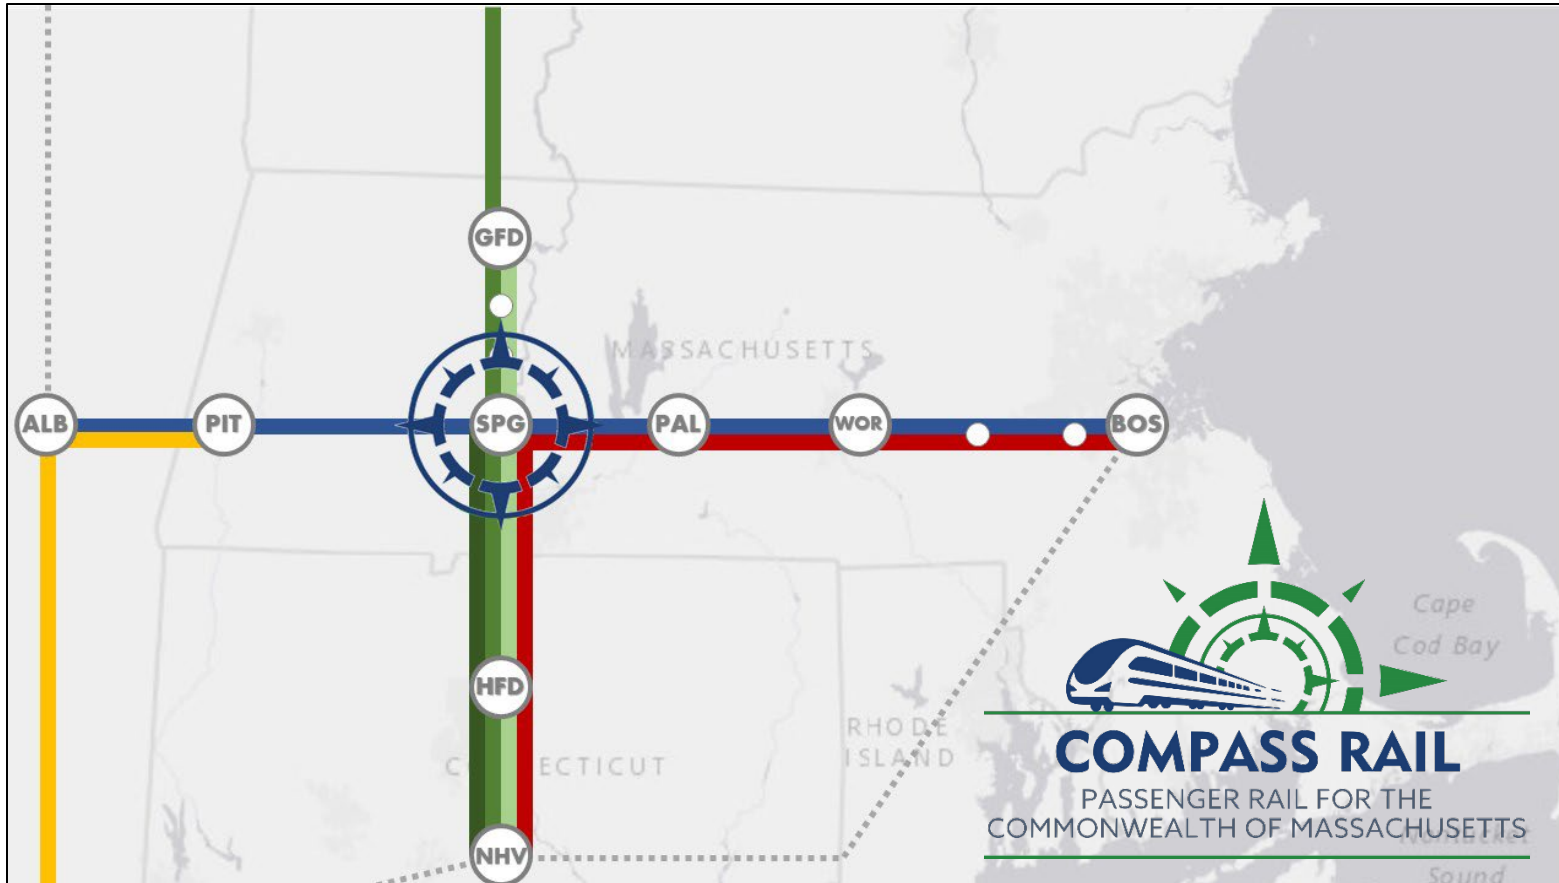 GFD
MASSACHUSETTS
ALB
PIT
SPG
PAL
WOR
BOS
Cape
Cod Bay
HFD
RHODE
ISLAND
COMPASS RAIL
PASSENGER RAIL FOR THE
COMMONWEALTH OF MASSACHUSETTS
NHV
Sound